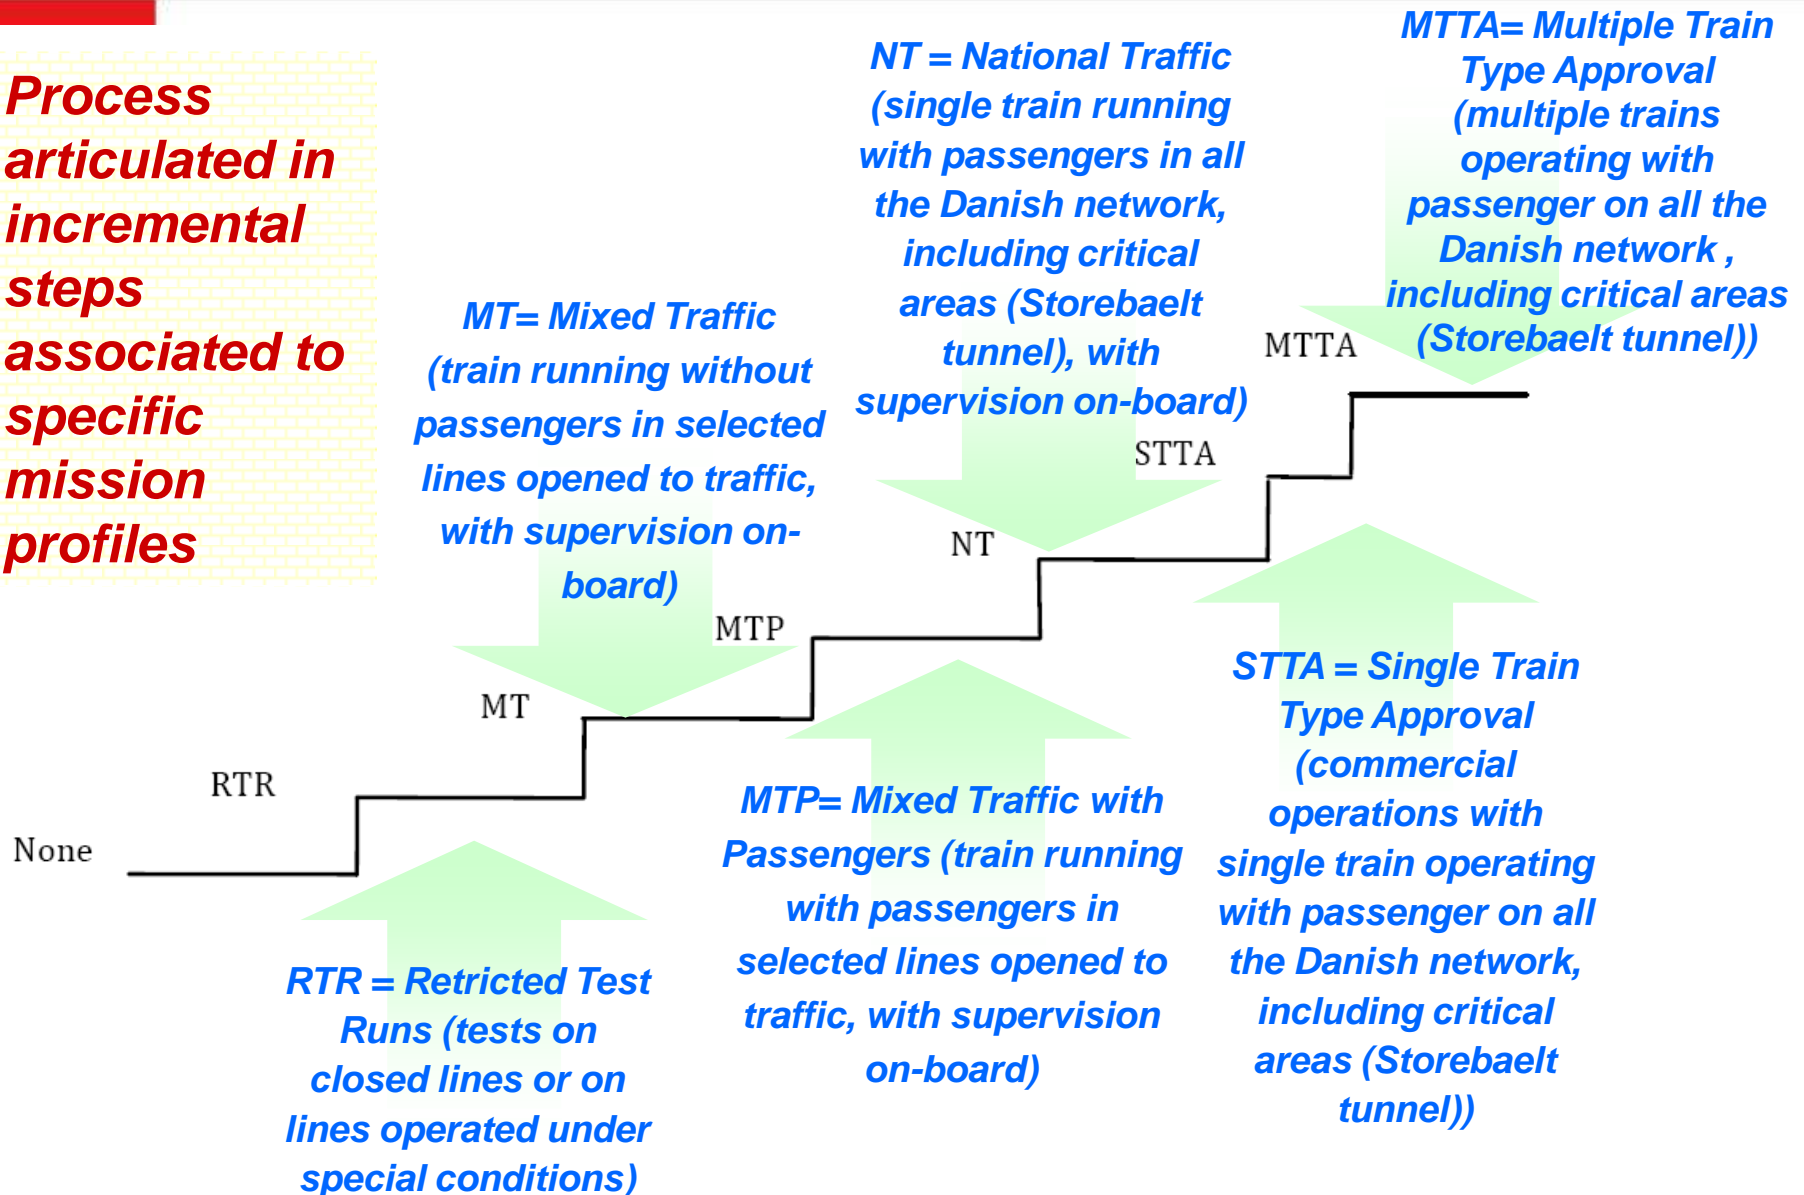 Process
articulated in
incremental
steps
associated to
specific
mission
profiles
MT= Mixed Traffic
(train running without
passengers in selected
lines opened to traffic,
with supervision on-
board)
NT = National Traffic
(single train running
with passengers in all
the Danish network,
including critical
areas (Storebaelt
tunnel), with
supervision on-board)
MTTA= Multiple Train
Type Approval
(multiple trains
operating with
passenger on all the
Danish network ,
including critical areas
(Storebaelt tunnel))
MTTA
STTA
NT
MTP
MT
RTR
None
RTR = Retricted Test
Runs (tests on
closed lines or on
lines operated under
special conditions)
MTP= Mixed Traffic with
Passengers (train running
with passengers in
selected lines opened to
traffic, with supervision
on-board)
STTA = Single Train
Type Approval
(commercial
operations with
single train operating
with passenger on all
the Danish network,
including critical
areas (Storebaelt
tunnel))